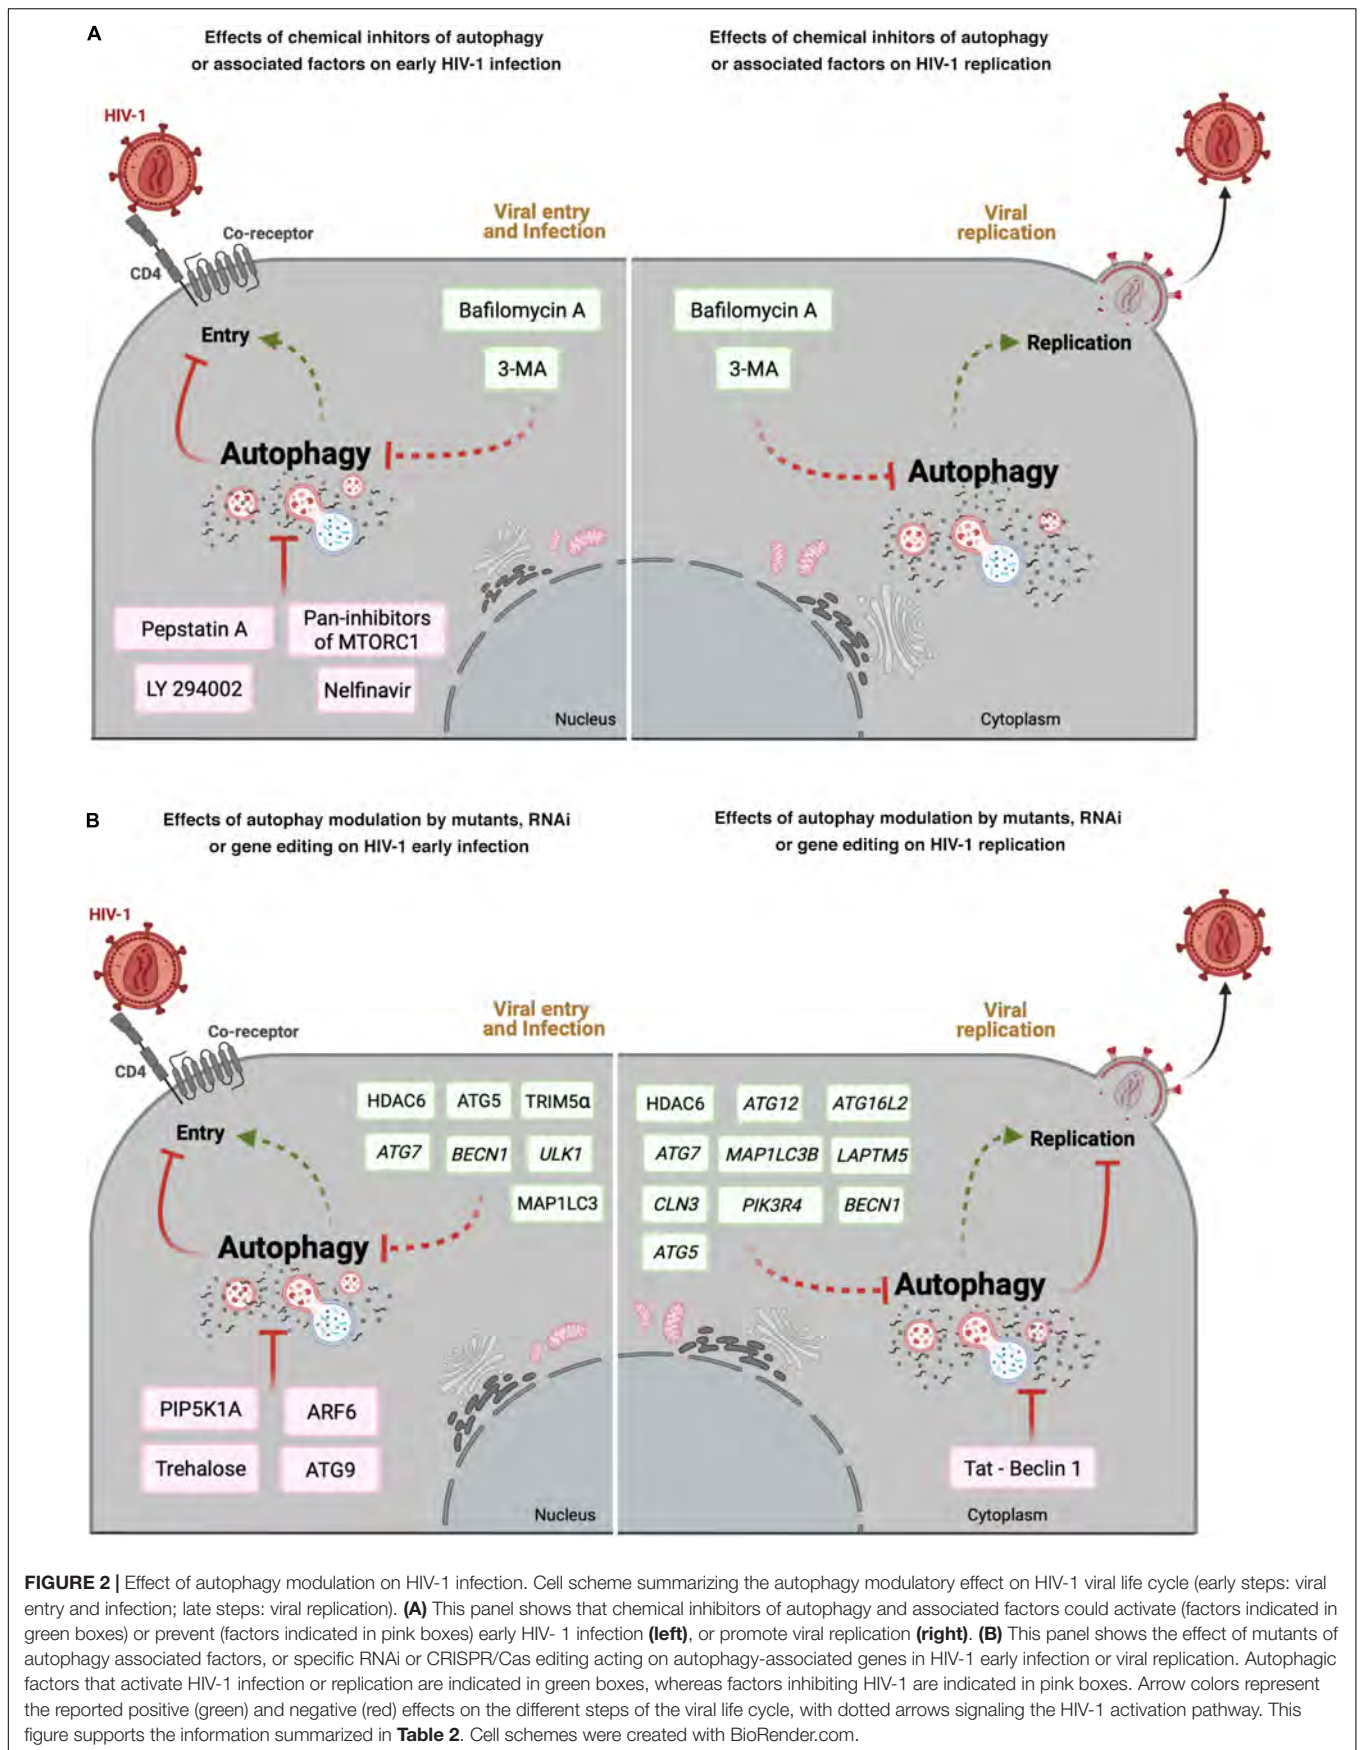 A
Effects of chemical inhitors of autophagy
or associated factors on early HIV-1 infection
Effects of chemical inhitors of autophagy
or associated factors on HIV-1 replication
HIV-1
Viral entry
and Infection
Viral
replication
Co-receptor
CD4
Entry
Bafilomycin A
3-MA
Autophagy
Pepstatin A
Pan-inhibitors
of MTORC1
LY 294002
Nelfinavir
Nucleus
Bafilomycin A
3-MA
Replication
Autophagy
Cytoplasm
B
Effects of autophay modulation by mutants, RNAi
or gene editing on HIV-1 early infection
Effects of autophay modulation by mutants, RNAi
or gene editing on HIV-1 replication
HIV-1
Viral entry
and Infection
Viral
replication
Co-receptor
CD4
Entry
HDAC6
ATG5
TRIM5α
ATG7
BECN1
ULK1
MAP1LC3
Autophagy
PIP5K1A
ARF6
Trehalose
ATG9
Nucleus
HDAC6
ATG12
ATG16L2
ATG7
MAP1LC3B
LAPTM5
CLN3
PIK3R4
BECN1
ATG5
Replication
Autophagy
Tat - Beclin 1
Cytoplasm
FIGURE 2 | Effect of autophagy modulation on HIV-1 infection. Cell scheme summarizing the autophagy modulatory effect on HIV-1 viral life cycle (early steps: viral
entry and infection; late steps: viral replication). (A) This panel shows that chemical inhibitors of autophagy and associated factors could activate (factors indicated in
green boxes) or prevent (factors indicated in pink boxes) early HIV- 1 infection (left), or promote viral replication (right). (B) This panel shows the effect of mutants of
autophagy associated factors, or specific RNAi or CRISPR/Cas editing acting on autophagy-associated genes in HIV-1 early infection or viral replication. Autophagic
factors that activate HIV-1 infection or replication are indicated in green boxes, whereas factors inhibiting HIV-1 are indicated in pink boxes. Arrow colors represent
the reported positive (green) and negative (red) effects on the different steps of the viral life cycle, with dotted arrows signaling the HIV-1 activation pathway. This
figure supports the information summarized in Table 2. Cell schemes were created with BioRender.com.